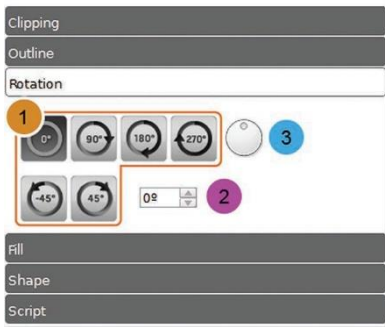 Clipping
Outline
Rotation
1
0° 90° 180° 270° 3
-45° 45° 0º 2
Fill
Shape
Script